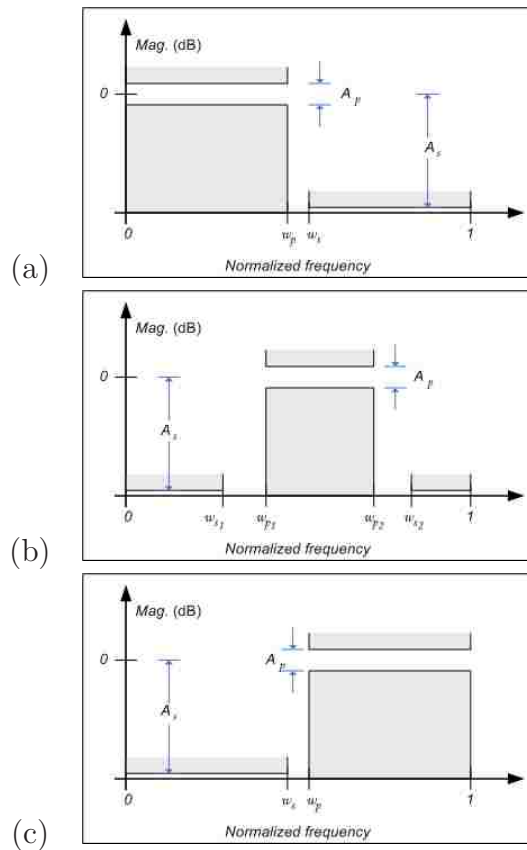 Mag. (dB)
0
A_p
A_s
0 w_p w_s 1
(a) Normalized frequency
Mag. (dB)
0
A_p
A_s
0 w_s1 w_p1 w_p2 w_s2 1
(b) Normalized frequency
Mag. (dB)
0
A_p
A_s
0 w_s w_p 1
(c) Normalized frequency